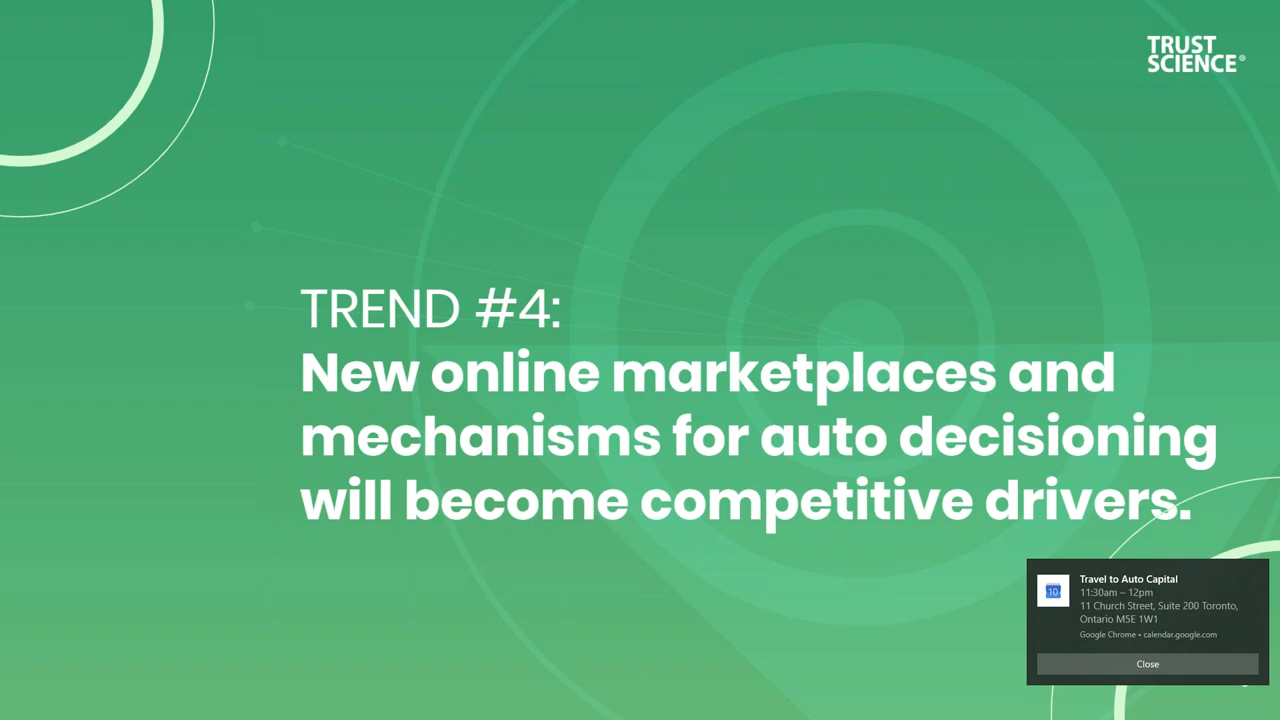 TRUST
SCIENCE®
TREND #4:
New online marketplaces and
mechanisms for auto decisioning
will become competitive drivers.
10
Travel to Auto Capital
11:30am – 12pm
11 Church Street, Suite 200 Toronto,
Ontario M5E 1W1
Google Chrome • calendar.google.com
Close